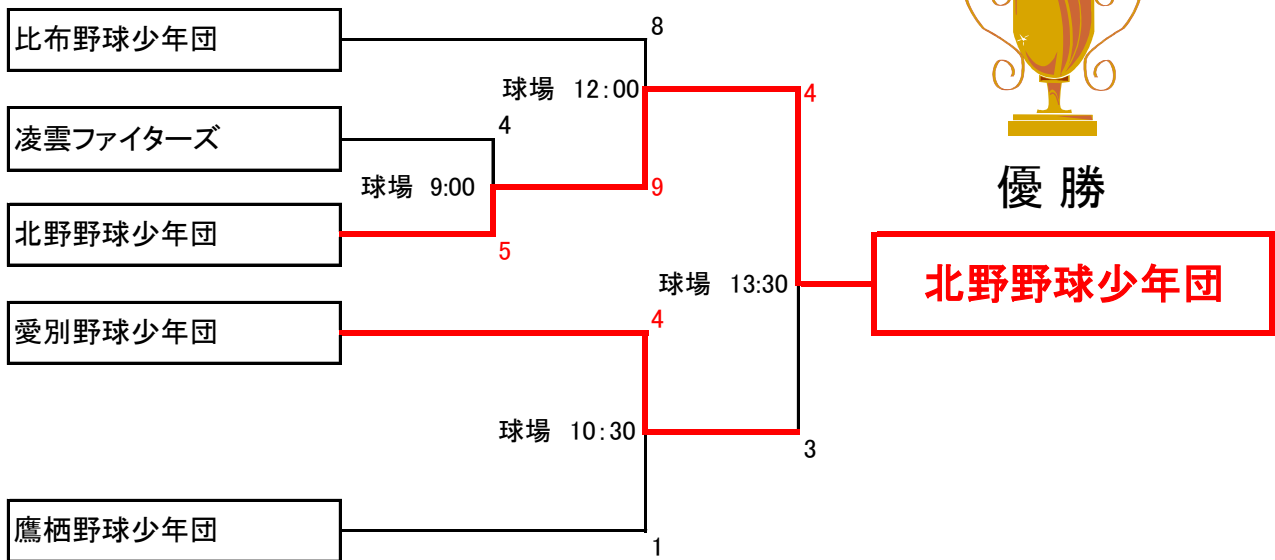 比布野球少年団
8
球場 12:00
4
凌雲ファイターズ
4
球場 9:00
9
優勝
北野野球少年団
5
球場 13:30
北野野球少年団
愛別野球少年団
4
球場 10:30
3
鷹栖野球少年団
1